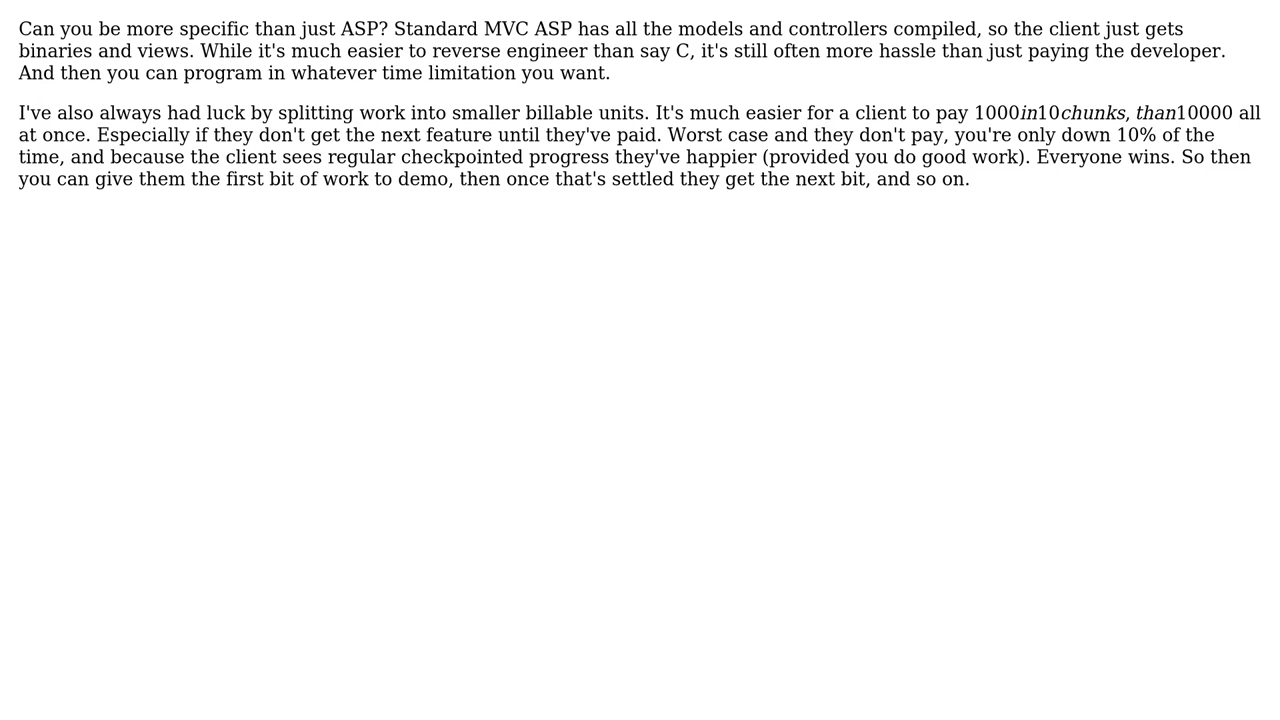 Can you be more specific than just ASP? Standard MVC ASP has all the models and controllers compiled, so the client just gets
binaries and views. While it's much easier to reverse engineer than say C, it's still often more hassle than just paying the developer.
And then you can program in whatever time limitation you want.
I've also always had luck by splitting work into smaller billable units. It's much easier for a client to pay 1000in10chunks, than10000 all
at once. Especially if they don't get the next feature until they've paid. Worst case and they don't pay, you're only down 10% of the
time, and because the client sees regular checkpointed progress they've happier (provided you do good work). Everyone wins. So then
you can give them the first bit of work to demo, then once that's settled they get the next bit, and so on.